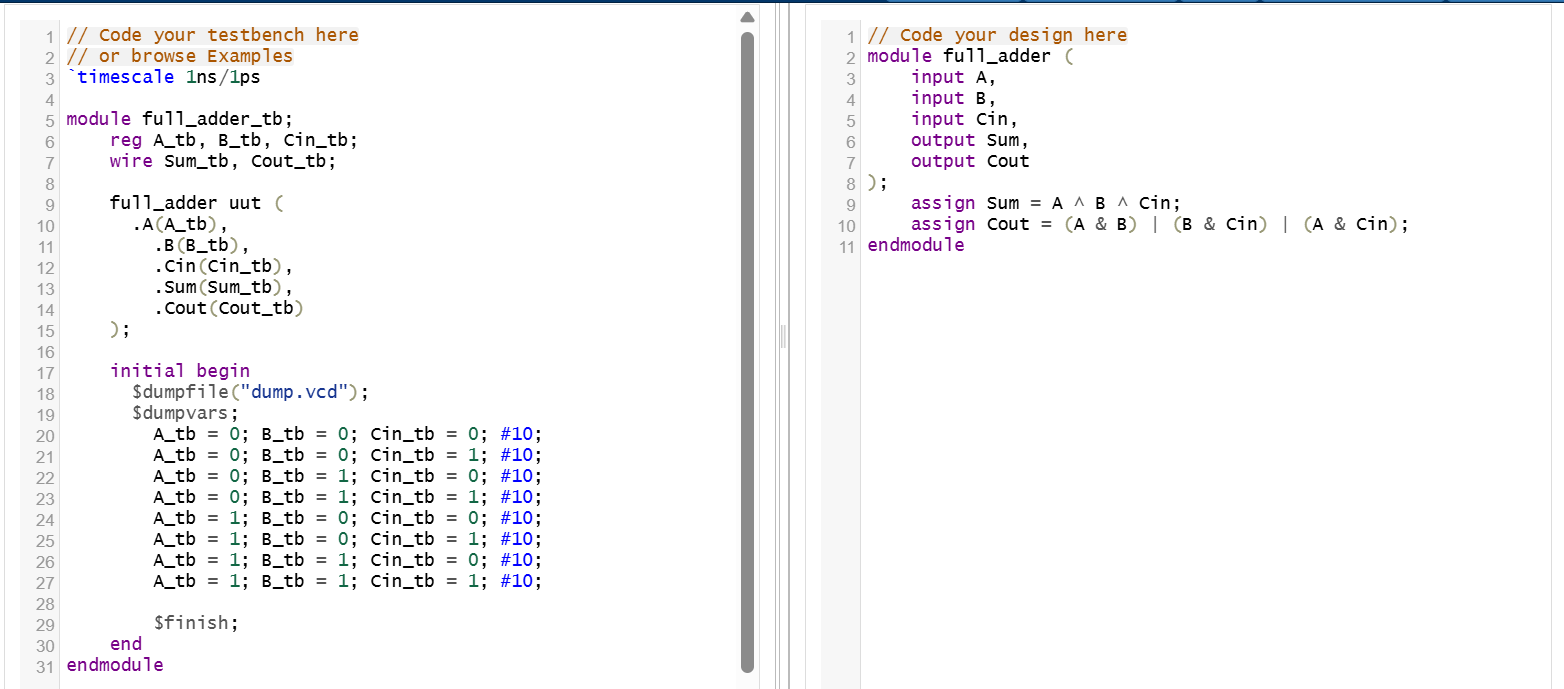 1 // Code your testbench here
2 // or browse Examples
3 `timescale 1ns/1ps
4
5 module full_adder_tb;
6     reg A_tb, B_tb, Cin_tb;
7     wire Sum_tb, Cout_tb;
8
9     full_adder uut (
10       .A(A_tb),
11         .B(B_tb),
12         .Cin(Cin_tb),
13         .Sum(Sum_tb),
14         .Cout(Cout_tb)
15     );
16
17     initial begin
18       $dumpfile("dump.vcd");
19       $dumpvars;
20         A_tb = 0; B_tb = 0; Cin_tb = 0; #10;
21         A_tb = 0; B_tb = 0; Cin_tb = 1; #10;
22         A_tb = 0; B_tb = 1; Cin_tb = 0; #10;
23         A_tb = 0; B_tb = 1; Cin_tb = 1; #10;
24         A_tb = 1; B_tb = 0; Cin_tb = 0; #10;
25         A_tb = 1; B_tb = 0; Cin_tb = 1; #10;
26         A_tb = 1; B_tb = 1; Cin_tb = 0; #10;
27         A_tb = 1; B_tb = 1; Cin_tb = 1; #10;
28
29         $finish;
30     end
31 endmodule
1 // Code your design here
2 module full_adder (
3     input A,
4     input B,
5     input Cin,
6     output Sum,
7     output Cout
8 );
9     assign Sum = A ^ B ^ Cin;
10     assign Cout = (A & B) | (B & Cin) | (A & Cin);
11 endmodule